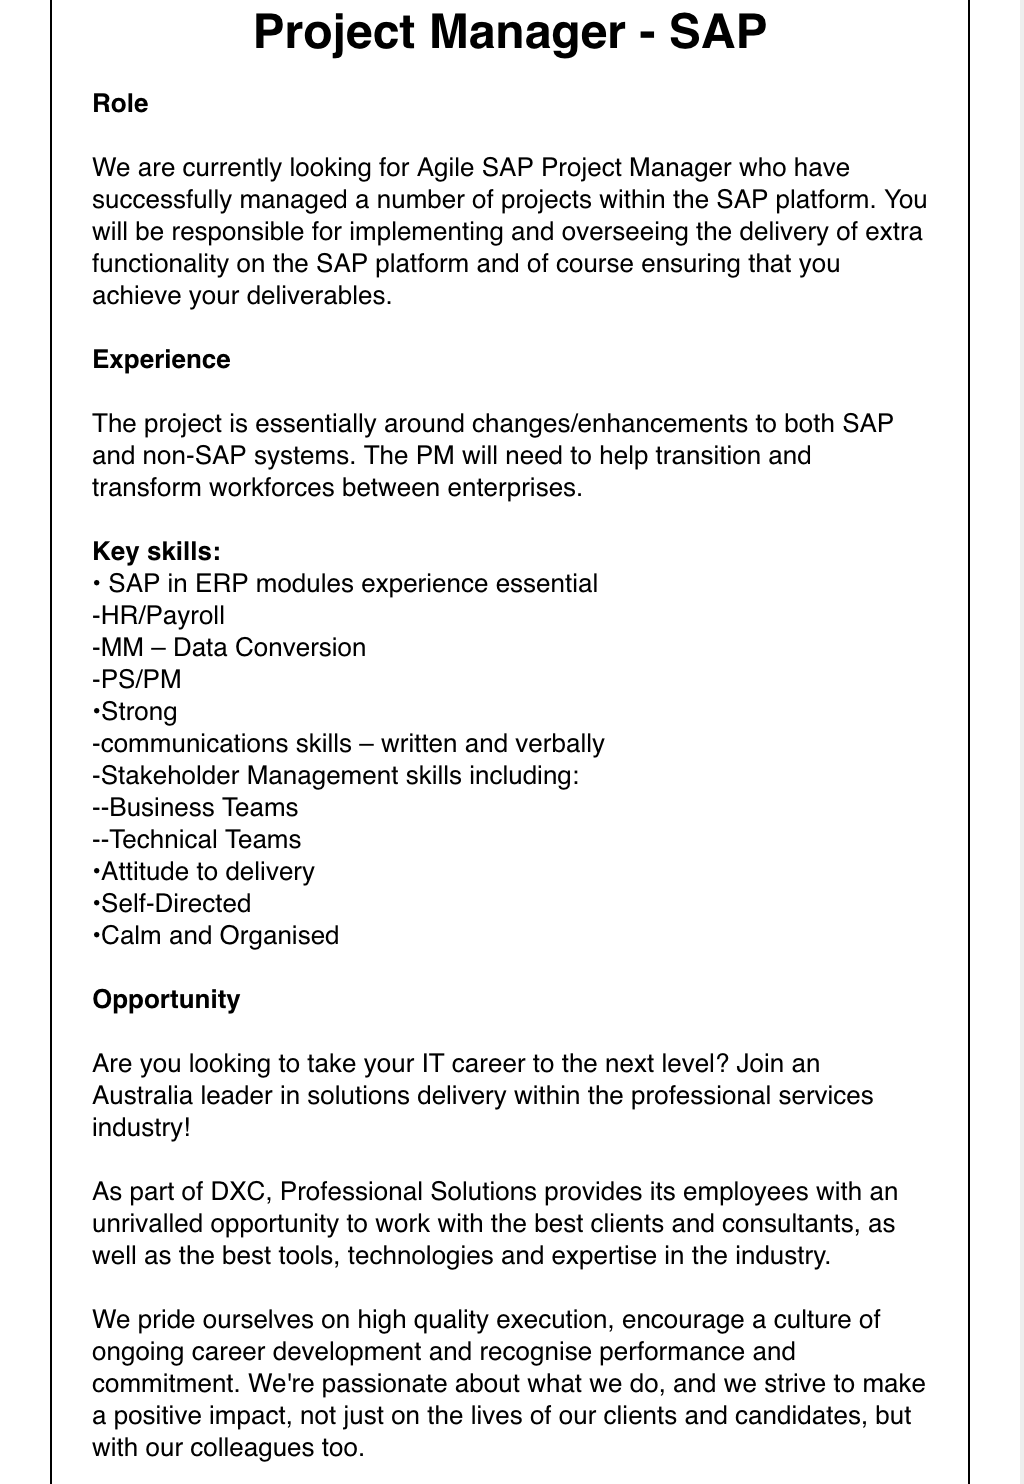 Project Manager - SAP
Role
We are currently looking for Agile SAP Project Manager who have
successfully managed a number of projects within the SAP platform. You
will be responsible for implementing and overseeing the delivery of extra
functionality on the SAP platform and of course ensuring that you
achieve your deliverables.
Experience
The project is essentially around changes/enhancements to both SAP
and non-SAP systems. The PM will need to help transition and
transform workforces between enterprises.
Key skills:
• SAP in ERP modules experience essential
-HR/Payroll
-MM – Data Conversion
-PS/PM
•Strong
-communications skills – written and verbally
-Stakeholder Management skills including:
--Business Teams
--Technical Teams
•Attitude to delivery
•Self-Directed
•Calm and Organised
Opportunity
Are you looking to take your IT career to the next level? Join an
Australia leader in solutions delivery within the professional services
industry!
As part of DXC, Professional Solutions provides its employees with an
unrivalled opportunity to work with the best clients and consultants, as
well as the best tools, technologies and expertise in the industry.
We pride ourselves on high quality execution, encourage a culture of
ongoing career development and recognise performance and
commitment. We're passionate about what we do, and we strive to make
a positive impact, not just on the lives of our clients and candidates, but
with our colleagues too.